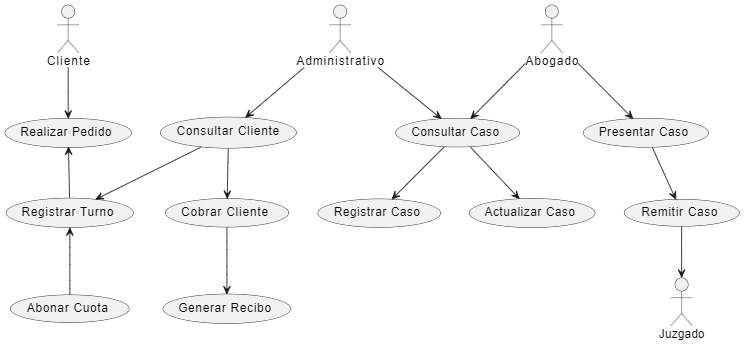 Cliente
Administrativo
Abogado
Realizar Pedido
Consultar Cliente
Consultar Caso
Presentar Caso
Registrar Turno
Cobrar Cliente
Registrar Caso
Actualizar Caso
Remitir Caso
Abonar Cuota
Generar Recibo
Juzgado